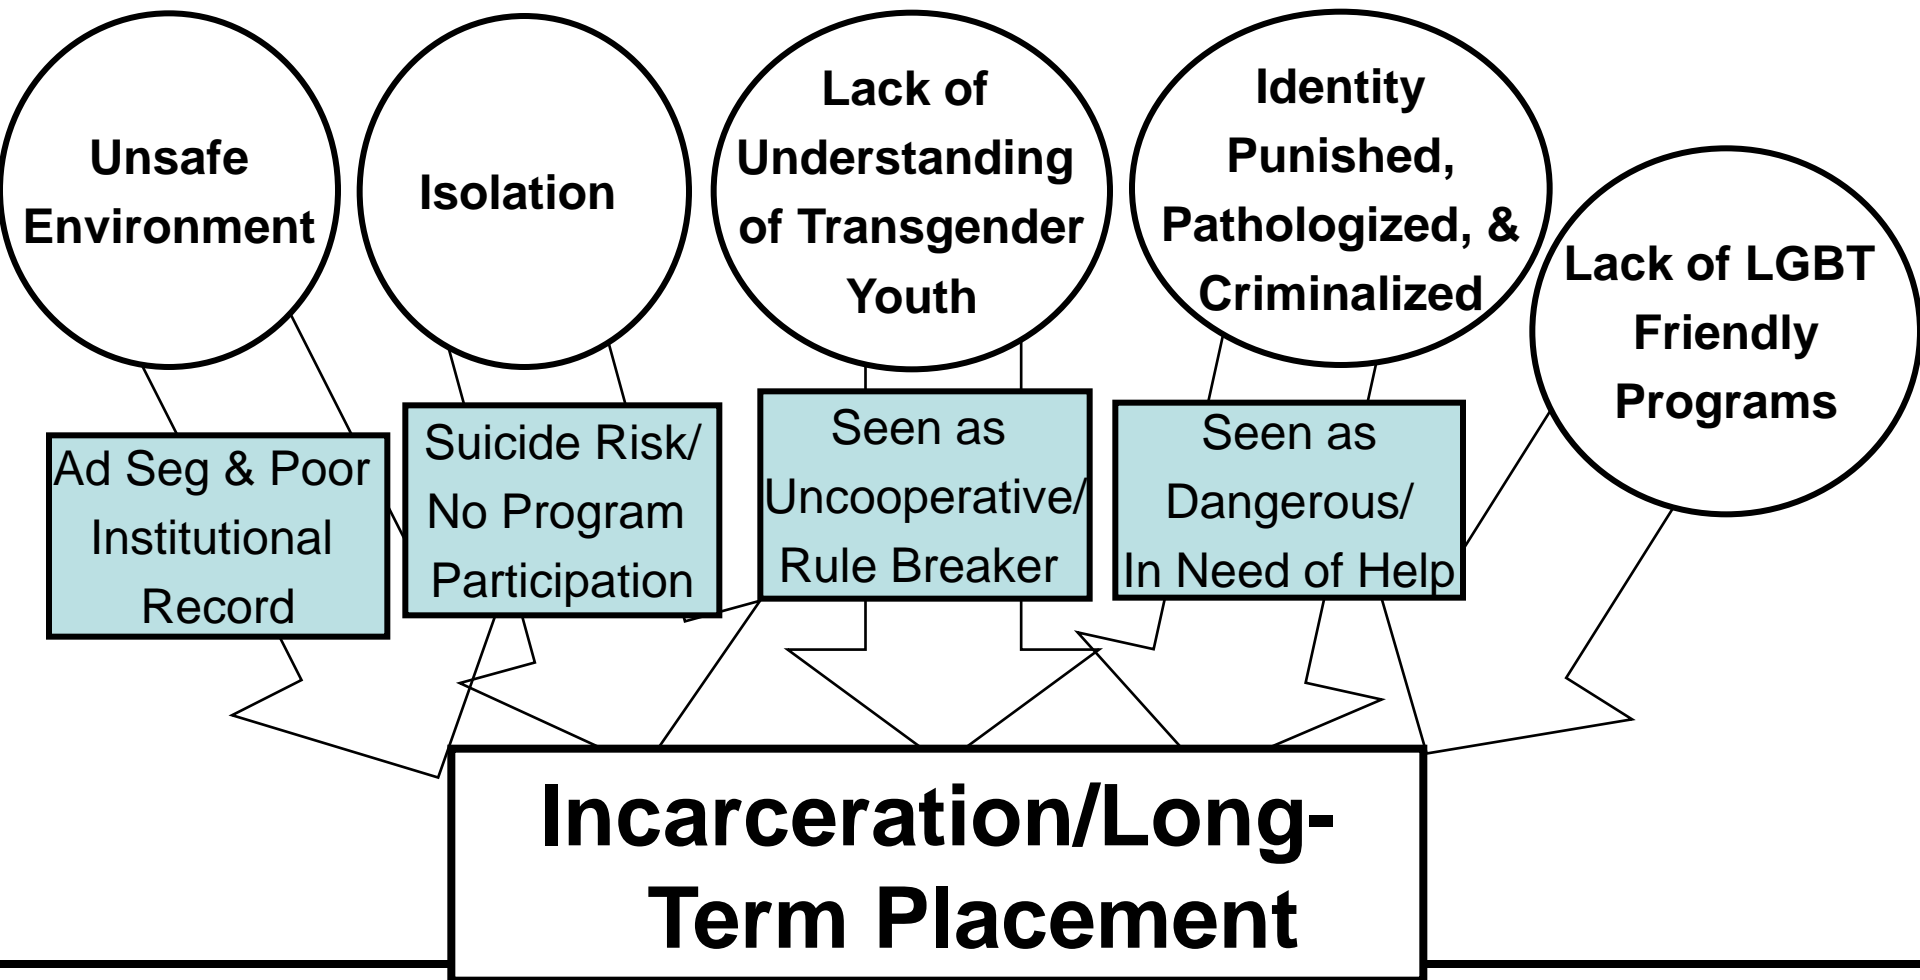 Unsafe
Environment
Isolation
Lack of
Understanding
of Transgender
Youth
Identity
Punished,
Pathologized, &
Criminalized
Lack of LGBT
Friendly
Programs
Ad Seg & Poor
Institutional
Record
Suicide Risk/
No Program
Participation
Seen as
Uncooperative/
Rule Breaker
Seen as
Dangerous/
In Need of Help
Incarceration/Long-
Term Placement